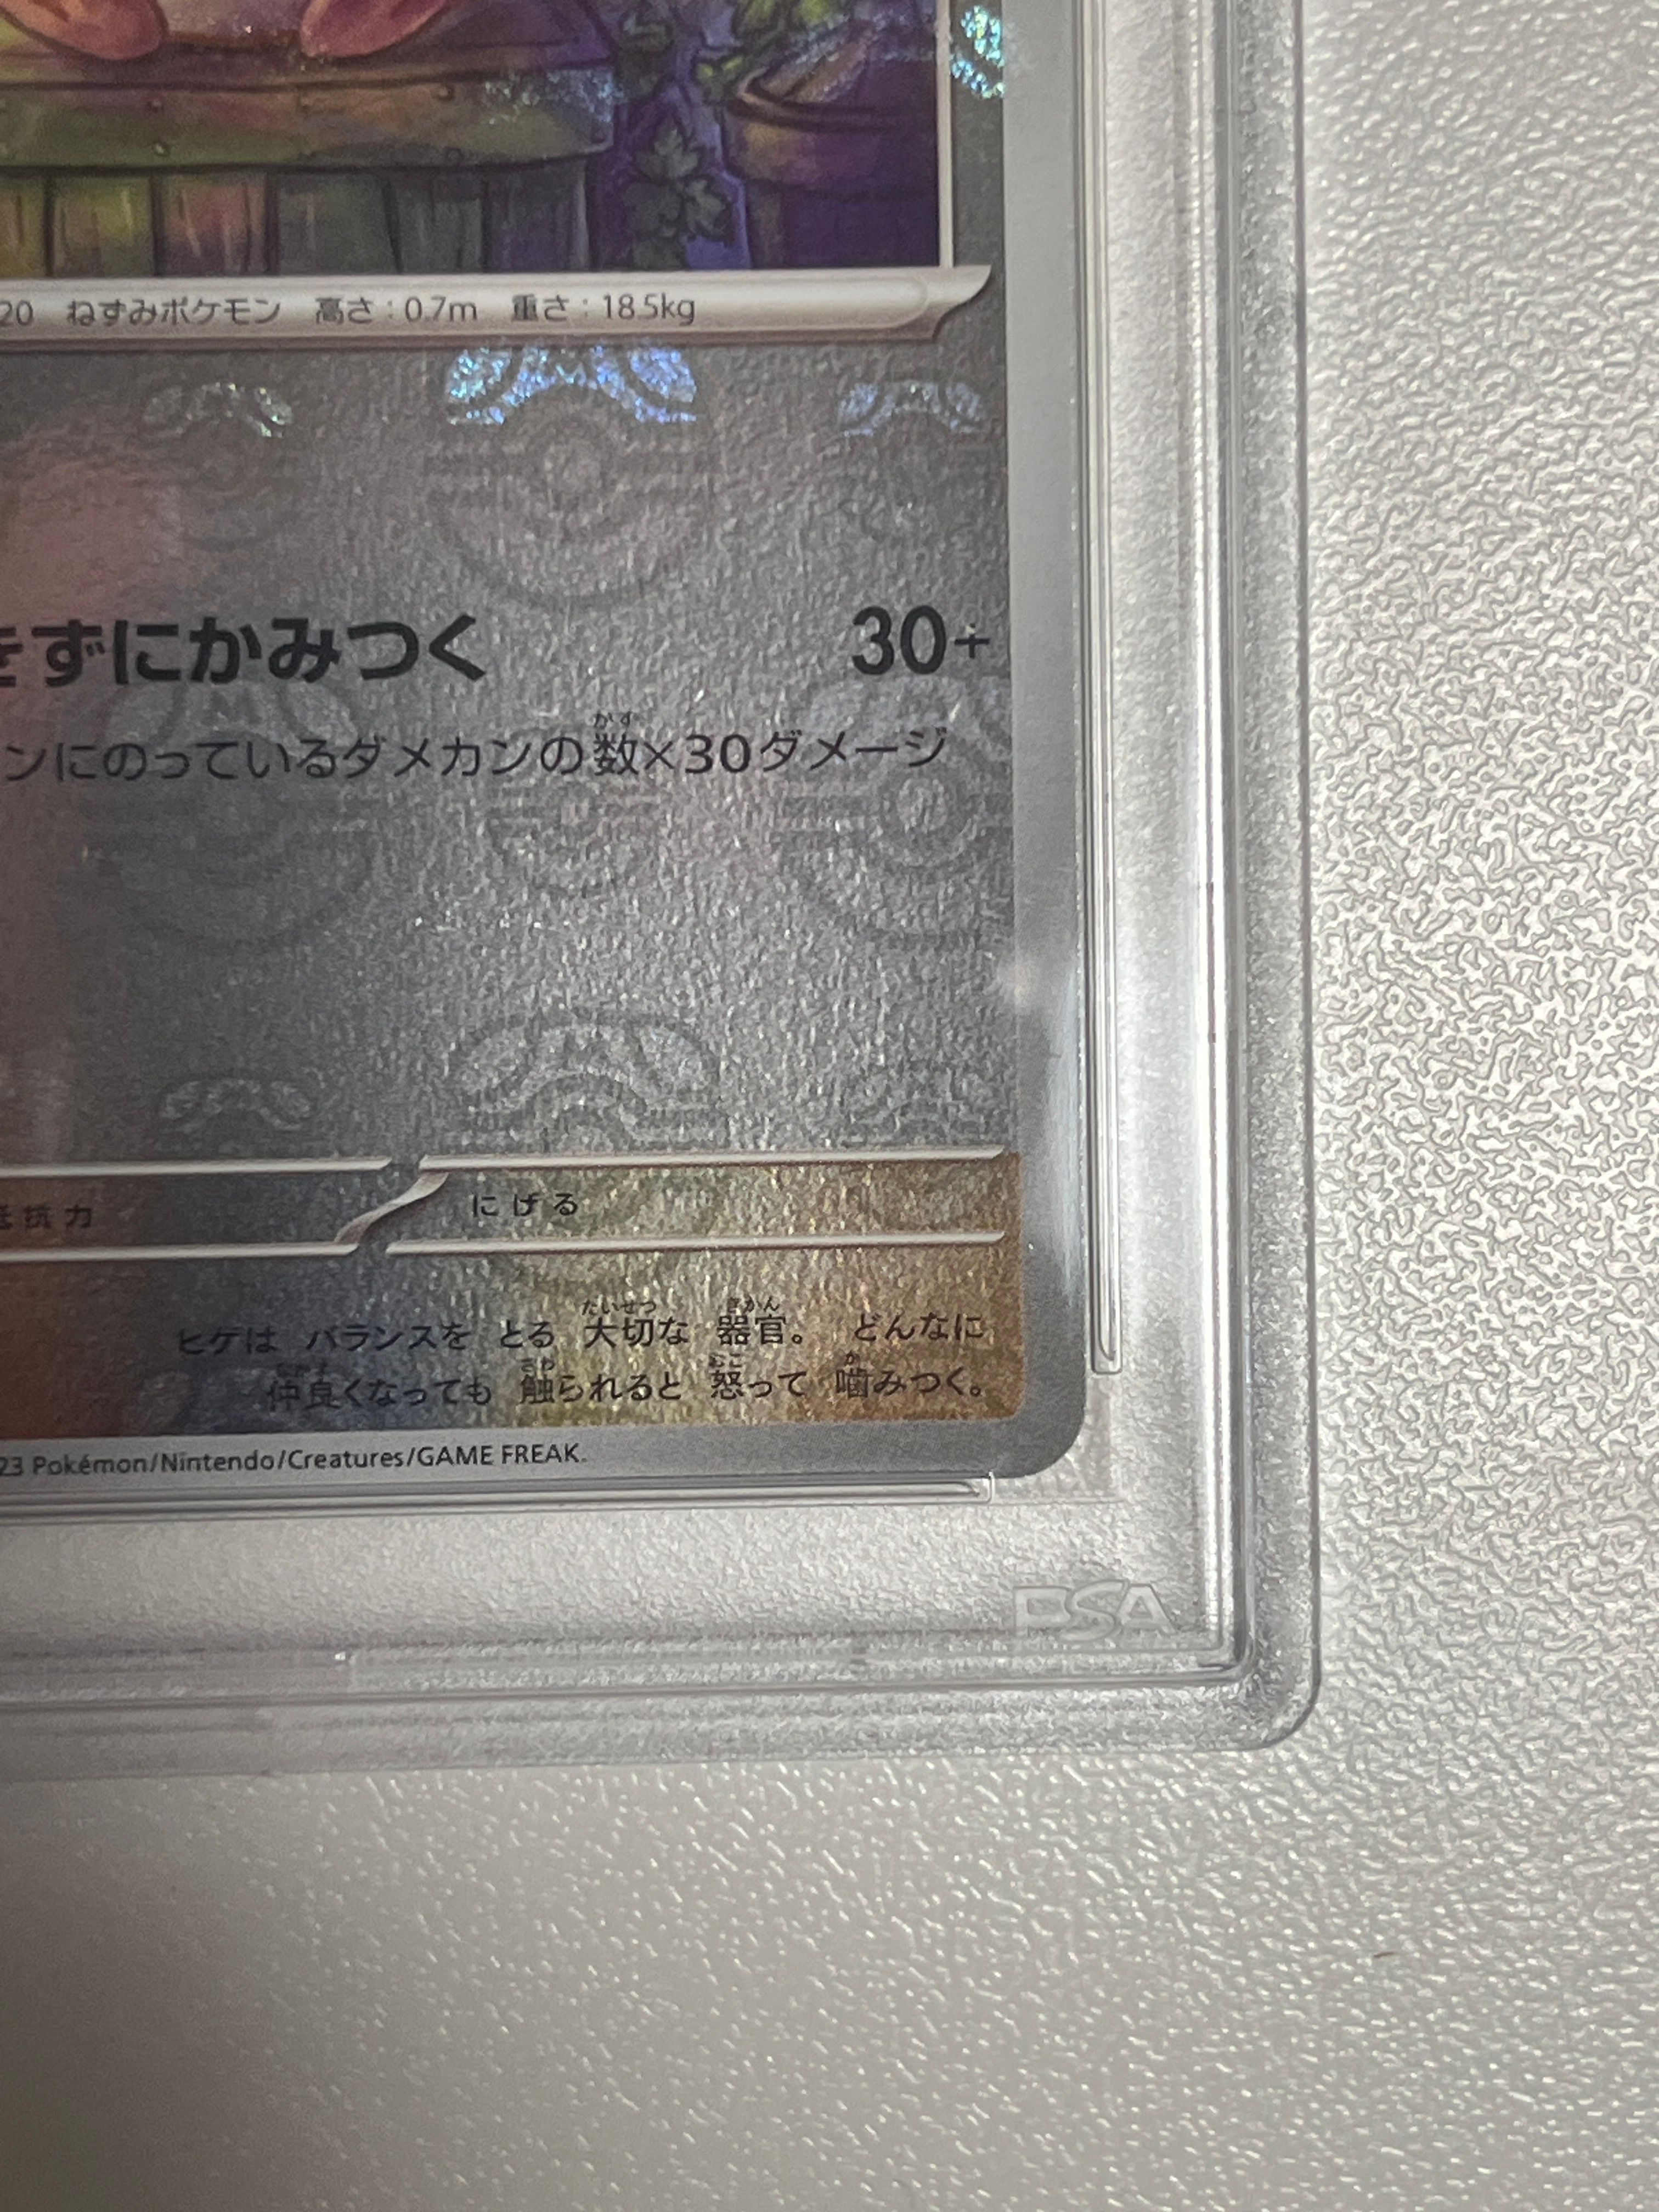 20 ねずみポケモン 高さ：0.7m 重さ：18.5kg
きずにかみつく 30+
かず
ンにのっているダメカンの数×30ダメージ
抵抗力 にげる
たいせつ きかん
ヒゲは バランスを とる 大切な 器官。 どんなに
なかよ さわ おこ か
仲良くなっても 触られると 怒って 噛みつく。
23 Pokémon/Nintendo/Creatures/GAME FREAK.
PSA